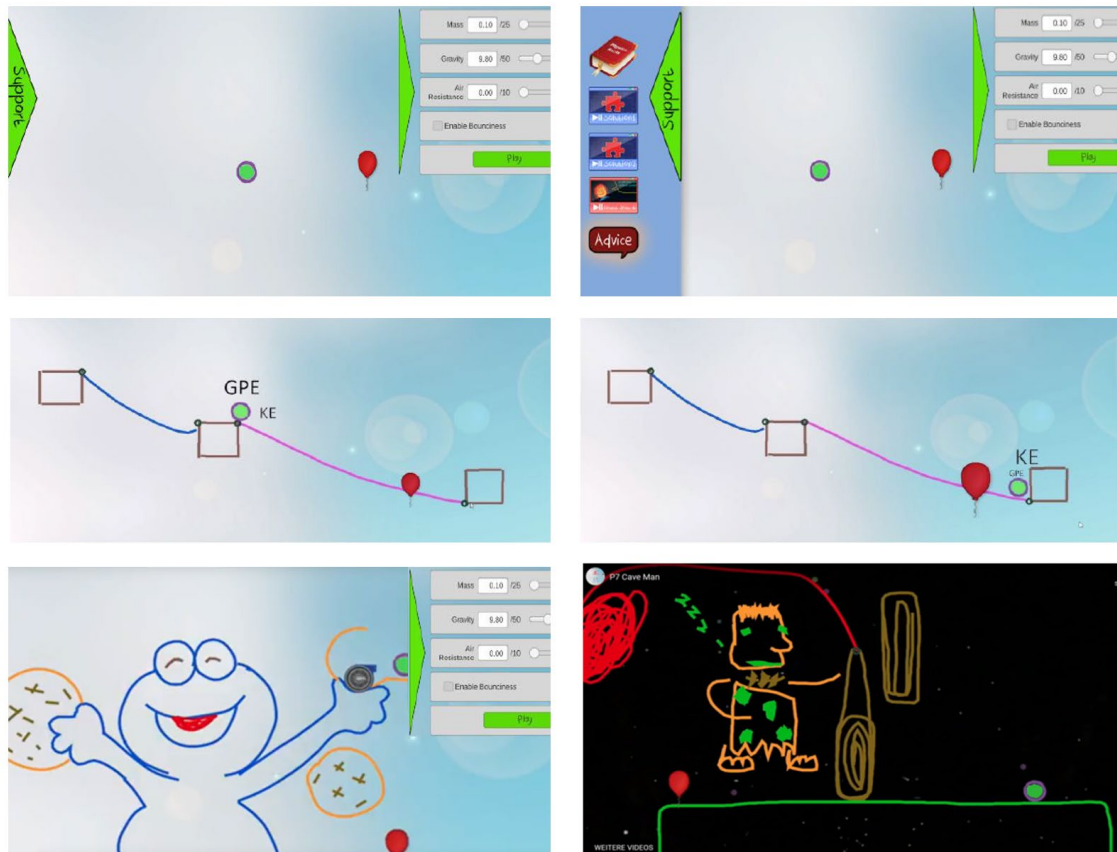 Support
Mass 0.10 /25
Gravity 9.80 /50
Air
Resistance 0.00 /10
Enable Bounciness
Play
Support
Advice
Mass 0.10 /25
Gravity 9.80 /50
Air
Resistance 0.00 /10
Enable Bounciness
Play
GPE
KE
KE
GPE
Mass 0.10 /25
Gravity 9.80 /50
Air
Resistance 0.00 /10
Enable Bounciness
Play
P7 Cave Man
zzz
WEITERE VIDEOS